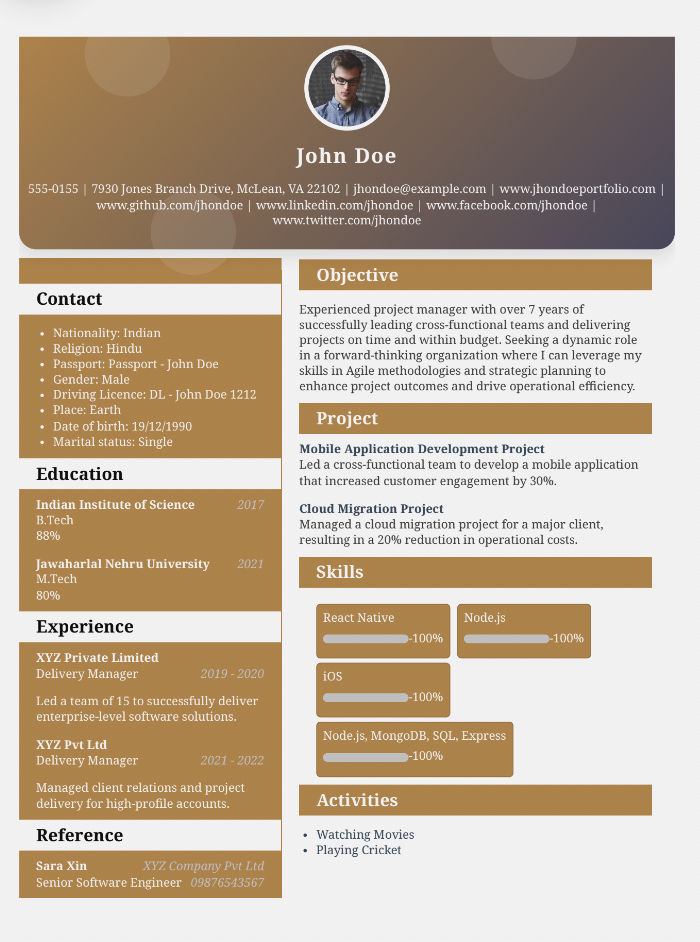 John Doe
555-0155 | 7930 Jones Branch Drive, McLean, VA 22102 | jhondoe@example.com | www.jhondoeportfolio.com |
www.github.com/jhondoe | www.linkedin.com/jhondoe | www.facebook.com/jhondoe |
www.twitter.com/jhondoe
Contact
• Nationality: Indian
• Religion: Hindu
• Passport: Passport - John Doe
• Gender: Male
• Driving Licence: DL - John Doe 1212
• Place: Earth
• Date of birth: 19/12/1990
• Marital status: Single
Education
Indian Institute of Science 2017
B.Tech
88%
Jawaharlal Nehru University 2021
M.Tech
80%
Experience
XYZ Private Limited
Delivery Manager 2019 - 2020
Led a team of 15 to successfully deliver
enterprise-level software solutions.
XYZ Pvt Ltd
Delivery Manager 2021 - 2022
Managed client relations and project
delivery for high-profile accounts.
Reference
Sara Xin XYZ Company Pvt Ltd
Senior Software Engineer 09876543567
Objective
Experienced project manager with over 7 years of
successfully leading cross-functional teams and delivering
projects on time and within budget. Seeking a dynamic role
in a forward-thinking organization where I can leverage my
skills in Agile methodologies and strategic planning to
enhance project outcomes and drive operational efficiency.
Project
Mobile Application Development Project
Led a cross-functional team to develop a mobile application
that increased customer engagement by 30%.
Cloud Migration Project
Managed a cloud migration project for a major client,
resulting in a 20% reduction in operational costs.
Skills
React Native
-100%
Node.js
-100%
iOS
-100%
Node.js, MongoDB, SQL, Express
-100%
Activities
• Watching Movies
• Playing Cricket